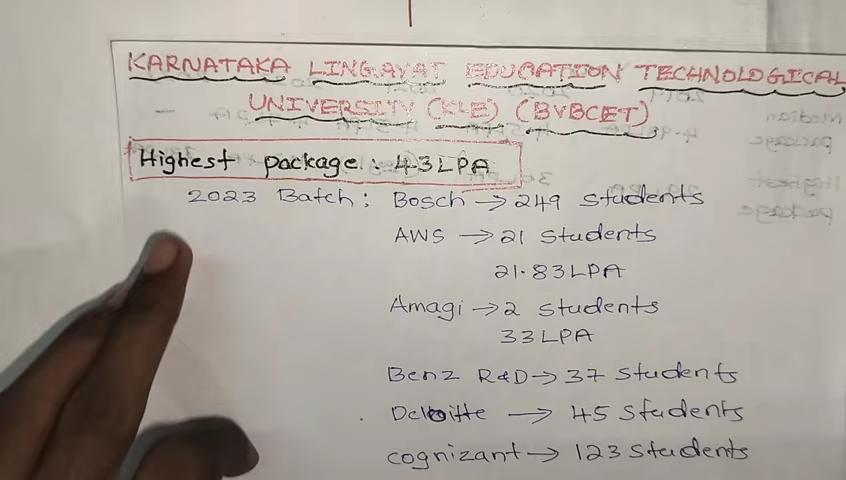 KARNATAKA LINGAYAT EDUCATION TECHNOLOGICAL
UNIVERSITY (KLE) (BVBCET)
Highest package: 43LPA
2023 Batch; Bosch → 249 students
AWS → 21 students
21.83LPA
Amagi → 2 students
33LPA
Benz R&D → 37 students
Deloitte → 45 students
cognizant → 123 students